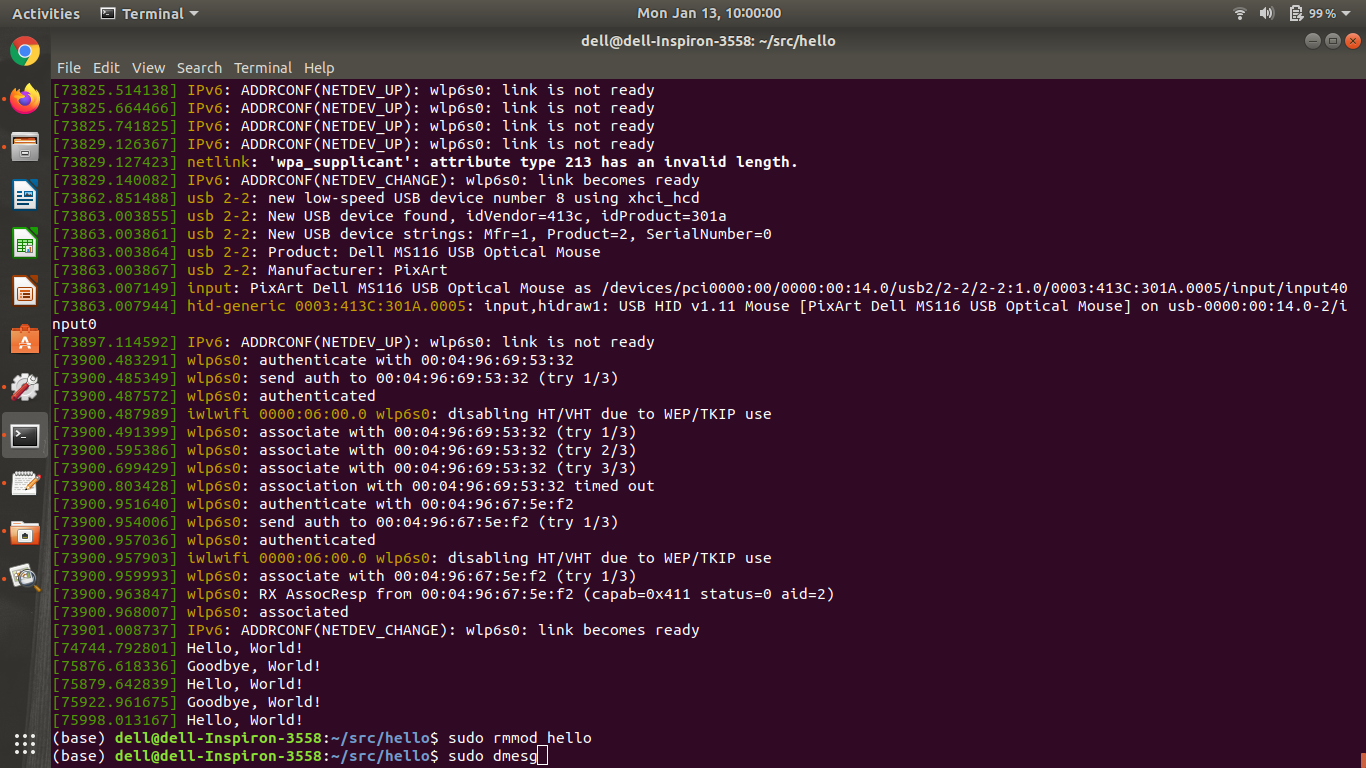 Activities Terminal Mon Jan 13, 10:00:00 99%
dell@dell-Inspiron-3558: ~/src/hello
File Edit View Search Terminal Help
[73825.514138] IPv6: ADDRCONF(NETDEV_UP): wlp6s0: link is not ready
[73825.664466] IPv6: ADDRCONF(NETDEV_UP): wlp6s0: link is not ready
[73825.741825] IPv6: ADDRCONF(NETDEV_UP): wlp6s0: link is not ready
[73829.126367] IPv6: ADDRCONF(NETDEV_UP): wlp6s0: link is not ready
[73829.127423] netlink: 'wpa_supplicant': attribute type 213 has an invalid length.
[73829.140082] IPv6: ADDRCONF(NETDEV_CHANGE): wlp6s0: link becomes ready
[73862.851488] usb 2-2: new low-speed USB device number 8 using xhci_hcd
[73863.003855] usb 2-2: New USB device found, idVendor=413c, idProduct=301a
[73863.003861] usb 2-2: New USB device strings: Mfr=1, Product=2, SerialNumber=0
[73863.003864] usb 2-2: Product: Dell MS116 USB Optical Mouse
[73863.003867] usb 2-2: Manufacturer: PixArt
[73863.007149] input: PixArt Dell MS116 USB Optical Mouse as /devices/pci0000:00/0000:00:14.0/usb2/2-2/2-2:1.0/0003:413C:301A.0005/input/input40
[73863.007944] hid-generic 0003:413C:301A.0005: input,hidraw1: USB HID v1.11 Mouse [PixArt Dell MS116 USB Optical Mouse] on usb-0000:00:14.0-2/i
nput0
[73897.114592] IPv6: ADDRCONF(NETDEV_UP): wlp6s0: link is not ready
[73900.483291] wlp6s0: authenticate with 00:04:96:69:53:32
[73900.485349] wlp6s0: send auth to 00:04:96:69:53:32 (try 1/3)
[73900.487572] wlp6s0: authenticated
[73900.487989] iwlwifi 0000:06:00.0 wlp6s0: disabling HT/VHT due to WEP/TKIP use
[73900.491399] wlp6s0: associate with 00:04:96:69:53:32 (try 1/3)
[73900.595386] wlp6s0: associate with 00:04:96:69:53:32 (try 2/3)
[73900.699429] wlp6s0: associate with 00:04:96:69:53:32 (try 3/3)
[73900.803428] wlp6s0: association with 00:04:96:69:53:32 timed out
[73900.951640] wlp6s0: authenticate with 00:04:96:67:5e:f2
[73900.954006] wlp6s0: send auth to 00:04:96:67:5e:f2 (try 1/3)
[73900.957036] wlp6s0: authenticated
[73900.957903] iwlwifi 0000:06:00.0 wlp6s0: disabling HT/VHT due to WEP/TKIP use
[73900.959993] wlp6s0: associate with 00:04:96:67:5e:f2 (try 1/3)
[73900.963847] wlp6s0: RX AssocResp from 00:04:96:67:5e:f2 (capab=0x411 status=0 aid=2)
[73900.968007] wlp6s0: associated
[73901.008737] IPv6: ADDRCONF(NETDEV_CHANGE): wlp6s0: link becomes ready
[74744.792801] Hello, World!
[75876.618336] Goodbye, World!
[75879.642839] Hello, World!
[75922.961675] Goodbye, World!
[75998.013167] Hello, World!
(base) dell@dell-Inspiron-3558:~/src/hello$ sudo rmmod hello
(base) dell@dell-Inspiron-3558:~/src/hello$ sudo dmesg